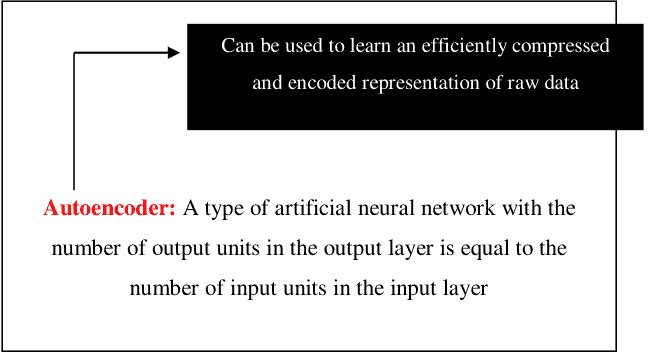 Can be used to learn an efficiently compressed
and encoded representation of raw data
Autoencoder: A type of artificial neural network with the
number of output units in the output layer is equal to the
number of input units in the input layer